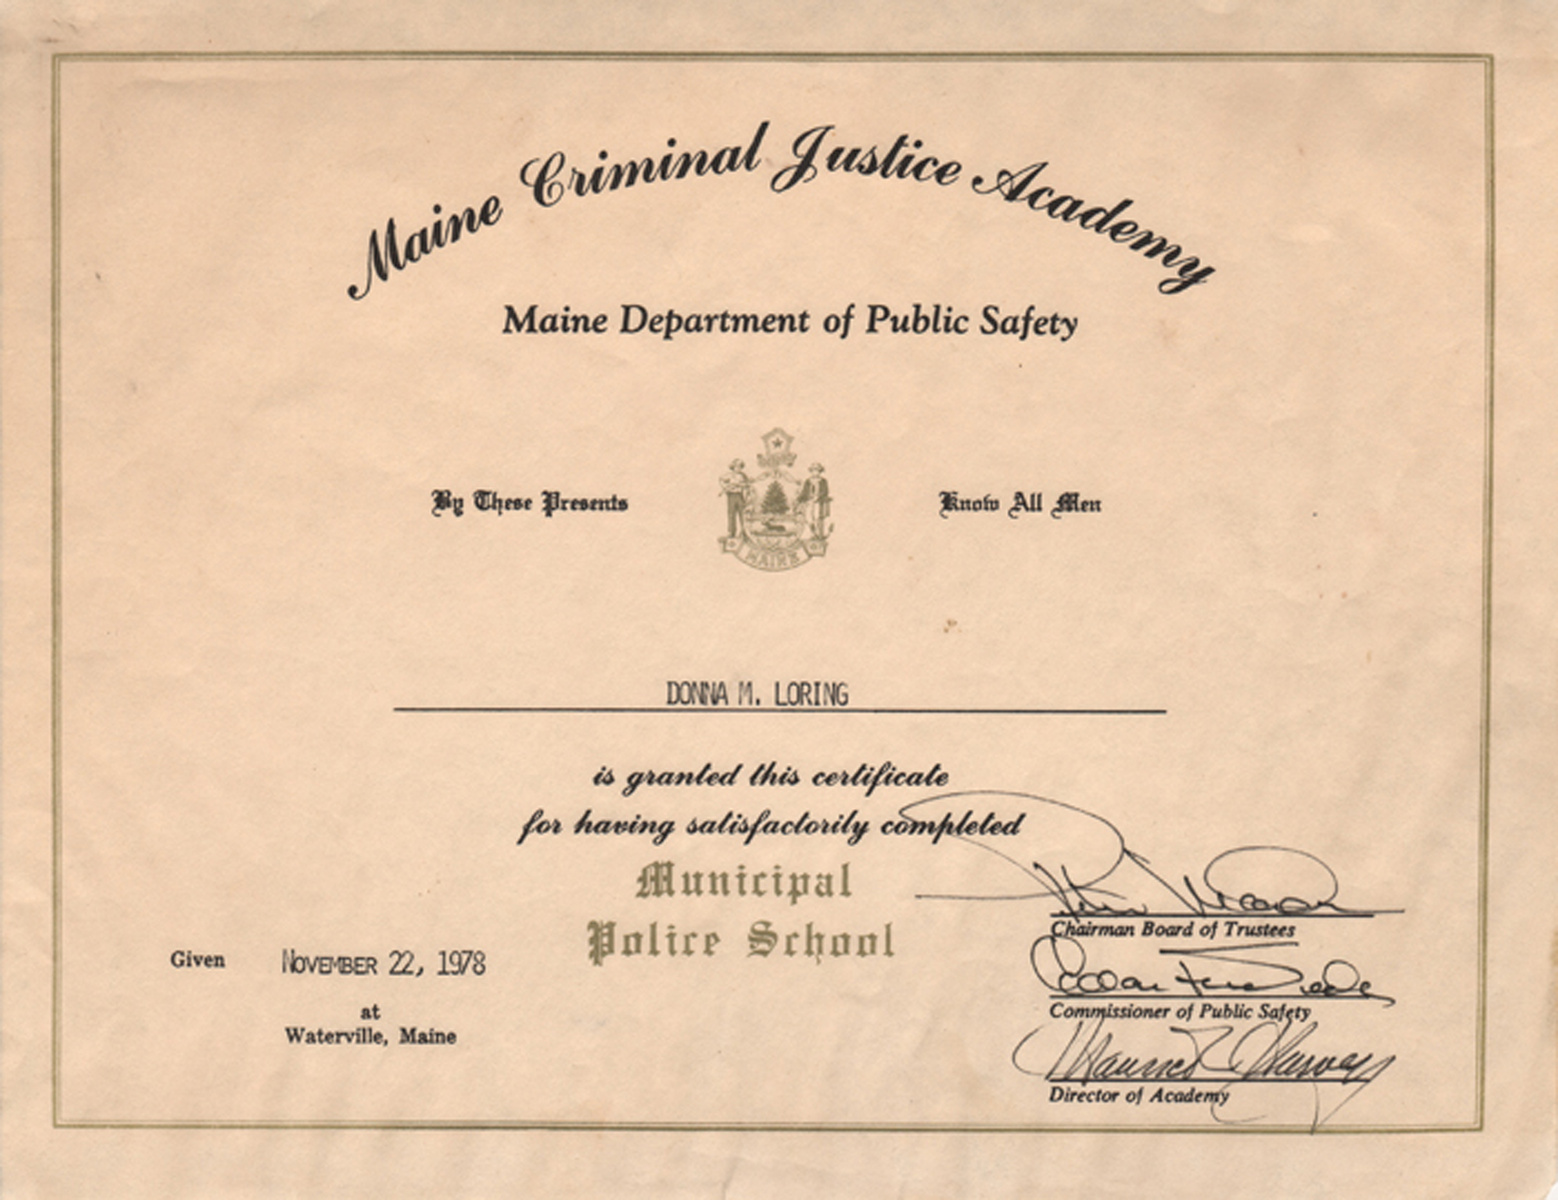 Maine Criminal Justice Academy
Maine Department of Public Safety
By These Presents Know All Men
MAINE
DONNA M. LORING
is granted this certificate
for having satisfactorily completed
Municipal
Police School
Chairman Board of Trustees
Given NOVEMBER 22, 1978
at
Waterville, Maine
Commissioner of Public Safety
Director of Academy